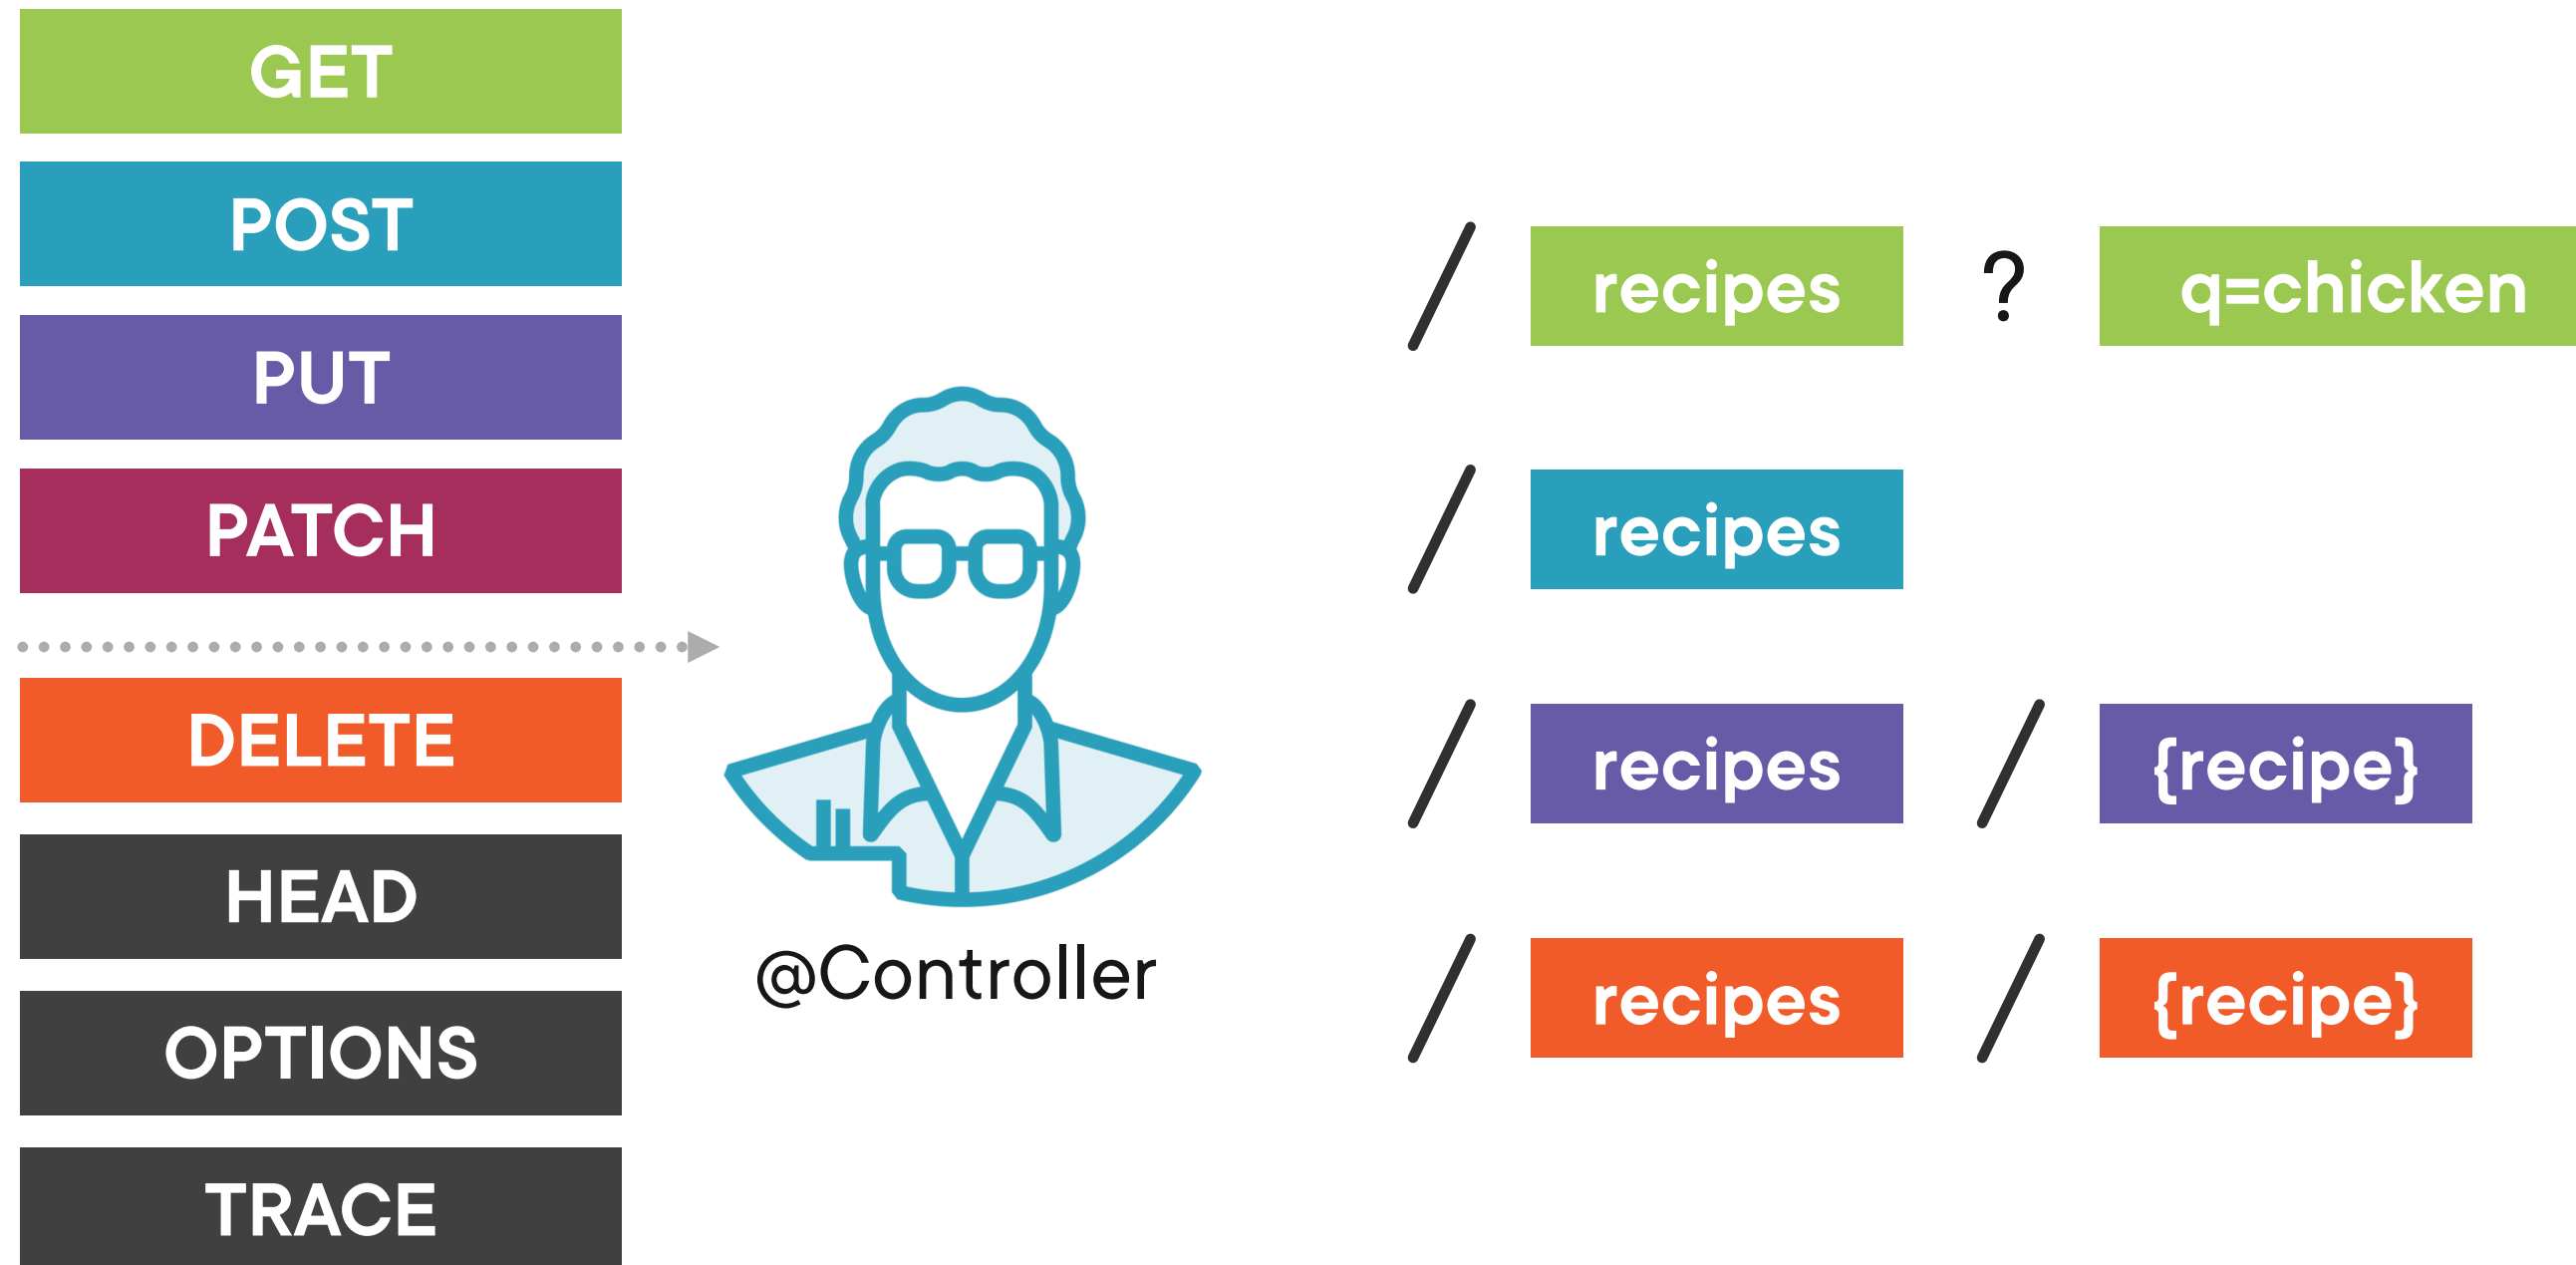 GET
POST
PUT
PATCH
DELETE
HEAD
OPTIONS
TRACE
@Controller
/ recipes ? q=chicken
/ recipes
/ recipes / {recipe}
/ recipes / {recipe}